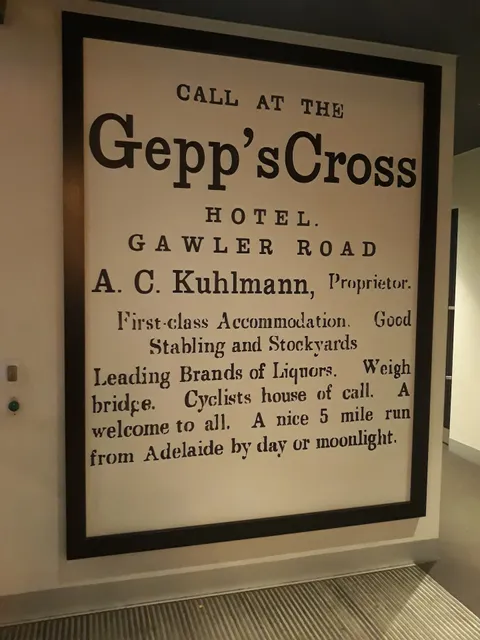 CALL AT THE
Gepp'sCross
HOTEL.
GAWLER ROAD
A. C. Kuhlmann, Proprietor.
First-class Accommodation. Good
Stabling and Stockyards
Leading Brands of Liquors. Weigh
bridge. Cyclists house of call. A
welcome to all. A nice 5 mile run
from Adelaide by day or moonlight.